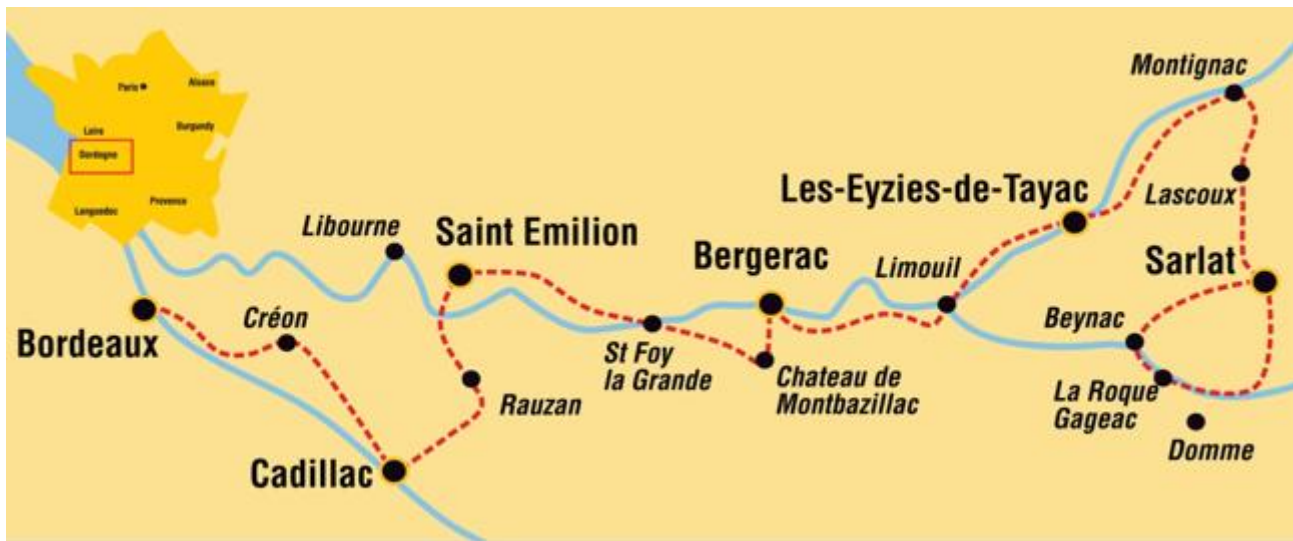 Paris
Alsace
Loire
Burgundy
Dordogne
Languedoc
Provence
Montignac
Les-Eyzies-de-Tayac
Lascoux
Libourne
Saint Emilion
Bergerac
Limouil
Sarlat
Bordeaux
Créon
Beynac
St Foy
la Grande
Chateau de
Montbazillac
Rauzan
La Roque
Gageac
Domme
Cadillac